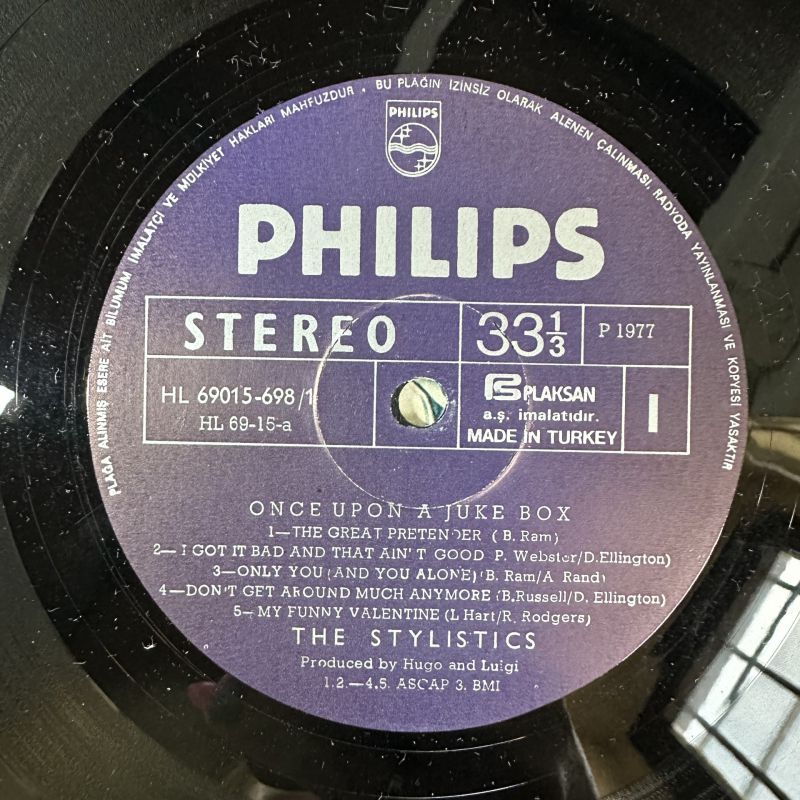 PLAĞA ALINMIŞ ESERE AİT BİLUMUM İMALATÇİ VE MÜLKİYET HAKLARI MAHFUZDUR . BU PLAĞIN IZINSIZ OLARAK ALENEN ÇALINMASI, RADYODA YAYINLANMASI VE KOPYESİ YASAKTIR
PHILIPS
PHILIPS
STEREO
33 1/3
P 1977
HL 69015-698/1
HL 69-15-a
PLAKSAN
a.ş. imalatıdır.
MADE IN TURKEY
I
ONCE UPON A JUKE BOX
1—THE GREAT PRETENDER (B. Ram)
2—I GOT IT BAD AND THAT AIN'T GOOD P. Webster/D.Ellington)
3—ONLY YOU (AND YOU ALONE) (B. Ram/A. Rand)
4—DON'T GET AROUND MUCH ANYMORE (B.Russell/D. Ellington)
5—MY FUNNY VALENTINE (L Hart/R. Rodgers)
THE STYLISTICS
Produced by Hugo and Luigi
1.2.—4.5. ASCAP 3. BMI